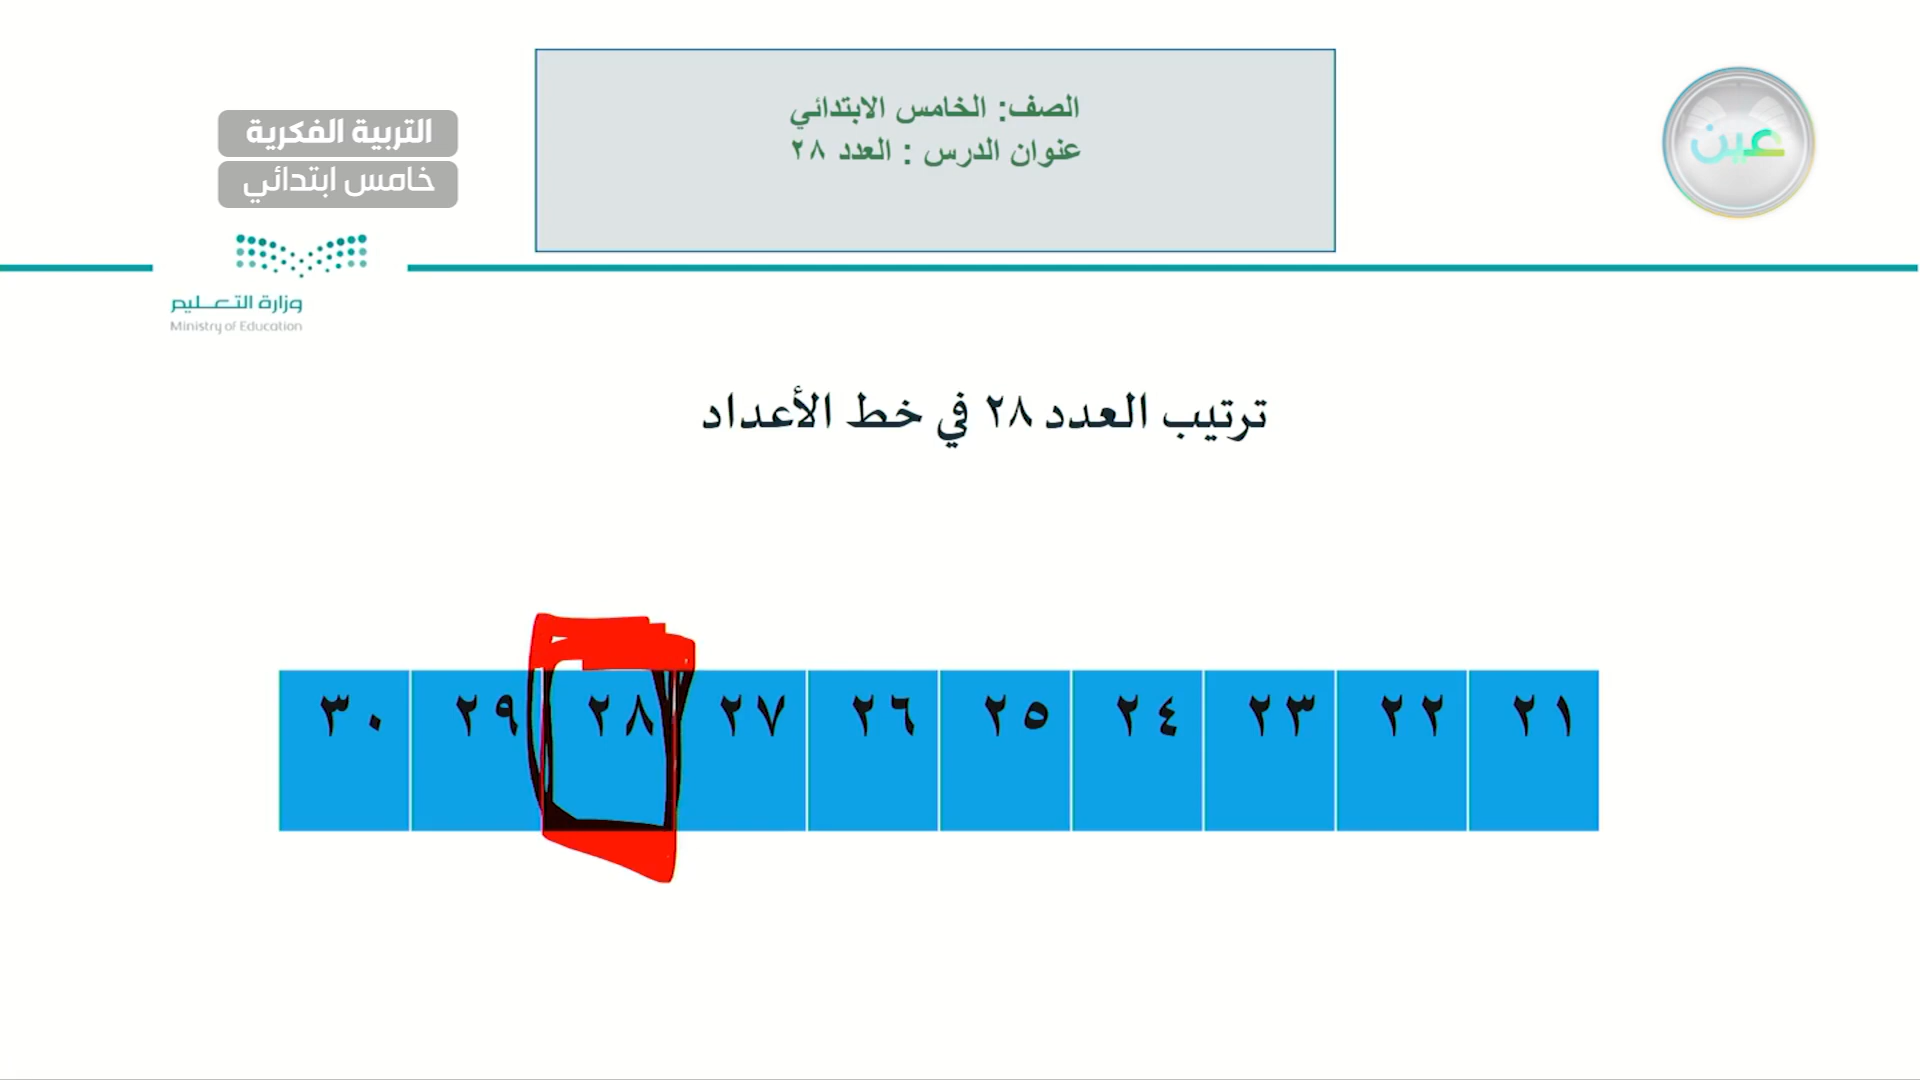 الصف: الخامس الابتدائي
عنوان الدرس : العدد ٢٨
عين
التربية الفكرية
خامس ابتدائي
وزارة التعليم
Ministry of Education
ترتيب العدد ٢٨ في خط الأعداد
٢١ ٢٢ ٢٣ ٢٤ ٢٥ ٢٦ ٢٧ ٢٨ ٢٩ ٣٠